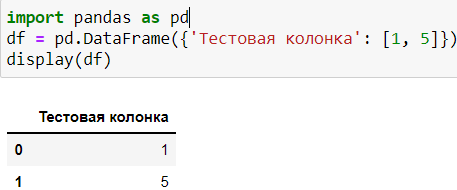 import pandas as pd
df = pd.DataFrame({'Тестовая колонка': [1, 5]})
display(df)
Тестовая колонка
0 1
1 5